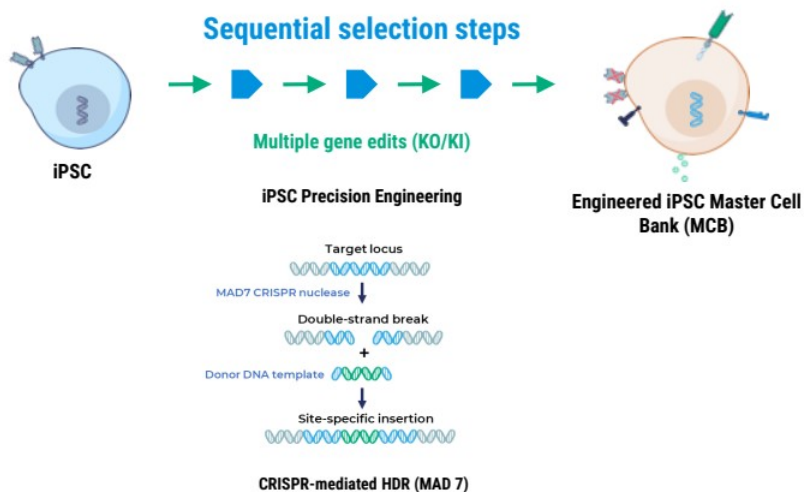 Sequential selection steps
Multiple gene edits (KO/KI)
iPSC
iPSC Precision Engineering
Engineered iPSC Master Cell
Bank (MCB)
Target locus
MAD7 CRISPR nuclease
Double-strand break
+
Donor DNA template
Site-specific insertion
CRISPR-mediated HDR (MAD 7)